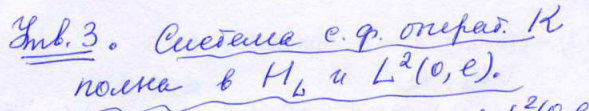 Утв. 3. Система с.ф. операт. K
полна в H_L и L²(0, e).